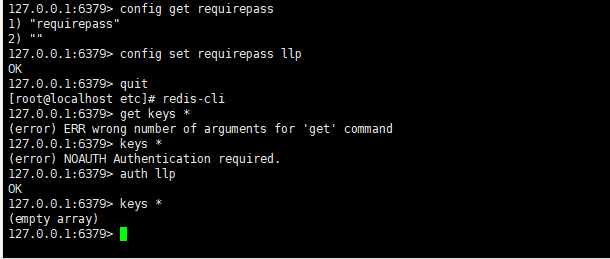 127.0.0.1:6379> config get requirepass
1) "requirepass"
2) ""
127.0.0.1:6379> config set requirepass llp
OK
127.0.0.1:6379> quit
[root@localhost etc]# redis-cli
127.0.0.1:6379> get keys *
(error) ERR wrong number of arguments for 'get' command
127.0.0.1:6379> keys *
(error) NOAUTH Authentication required.
127.0.0.1:6379> auth llp
OK
127.0.0.1:6379> keys *
(empty array)
127.0.0.1:6379>